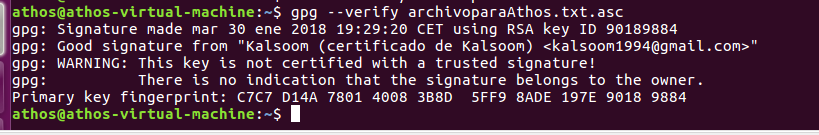 athos@athos-virtual-machine:~$ gpg --verify archivoparaAthos.txt.asc
gpg: Signature made mar 30 ene 2018 19:29:20 CET using RSA key ID 90189884
gpg: Good signature from "Kalsoom (certificado de Kalsoom) <kalsoom1994@gmail.com>"
gpg: WARNING: This key is not certified with a trusted signature!
gpg:          There is no indication that the signature belongs to the owner.
Primary key fingerprint: C7C7 D14A 7801 4008 3B8D  5FF9 8ADE 197E 9018 9884
athos@athos-virtual-machine:~$